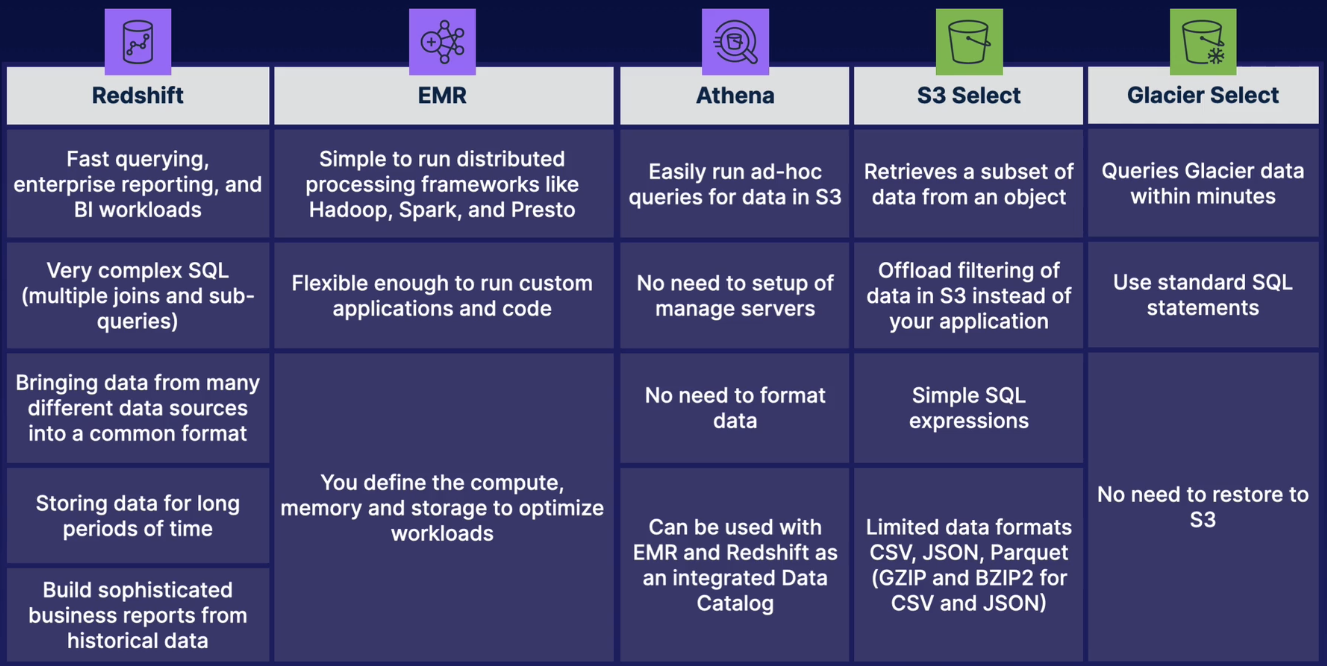 Redshift
EMR
Athena
S3 Select
Glacier Select
Fast querying,
enterprise reporting, and
BI workloads
Simple to run distributed
processing frameworks like
Hadoop, Spark, and Presto
Easily run ad-hoc
queries for data in S3
Retrieves a subset of
data from an object
Queries Glacier data
within minutes
Very complex SQL
(multiple joins and sub-
queries)
Flexible enough to run custom
applications and code
No need to setup of
manage servers
Offload filtering of
data in S3 instead of
your application
Use standard SQL
statements
Bringing data from many
different data sources
into a common format
You define the compute,
memory and storage to optimize
workloads
No need to format
data
Simple SQL
expressions
No need to restore to
S3
Storing data for long
periods of time
Can be used with
EMR and Redshift as
an integrated Data
Catalog
Limited data formats
CSV, JSON, Parquet
(GZIP and BZIP2 for
CSV and JSON)
Build sophisticated
business reports from
historical data